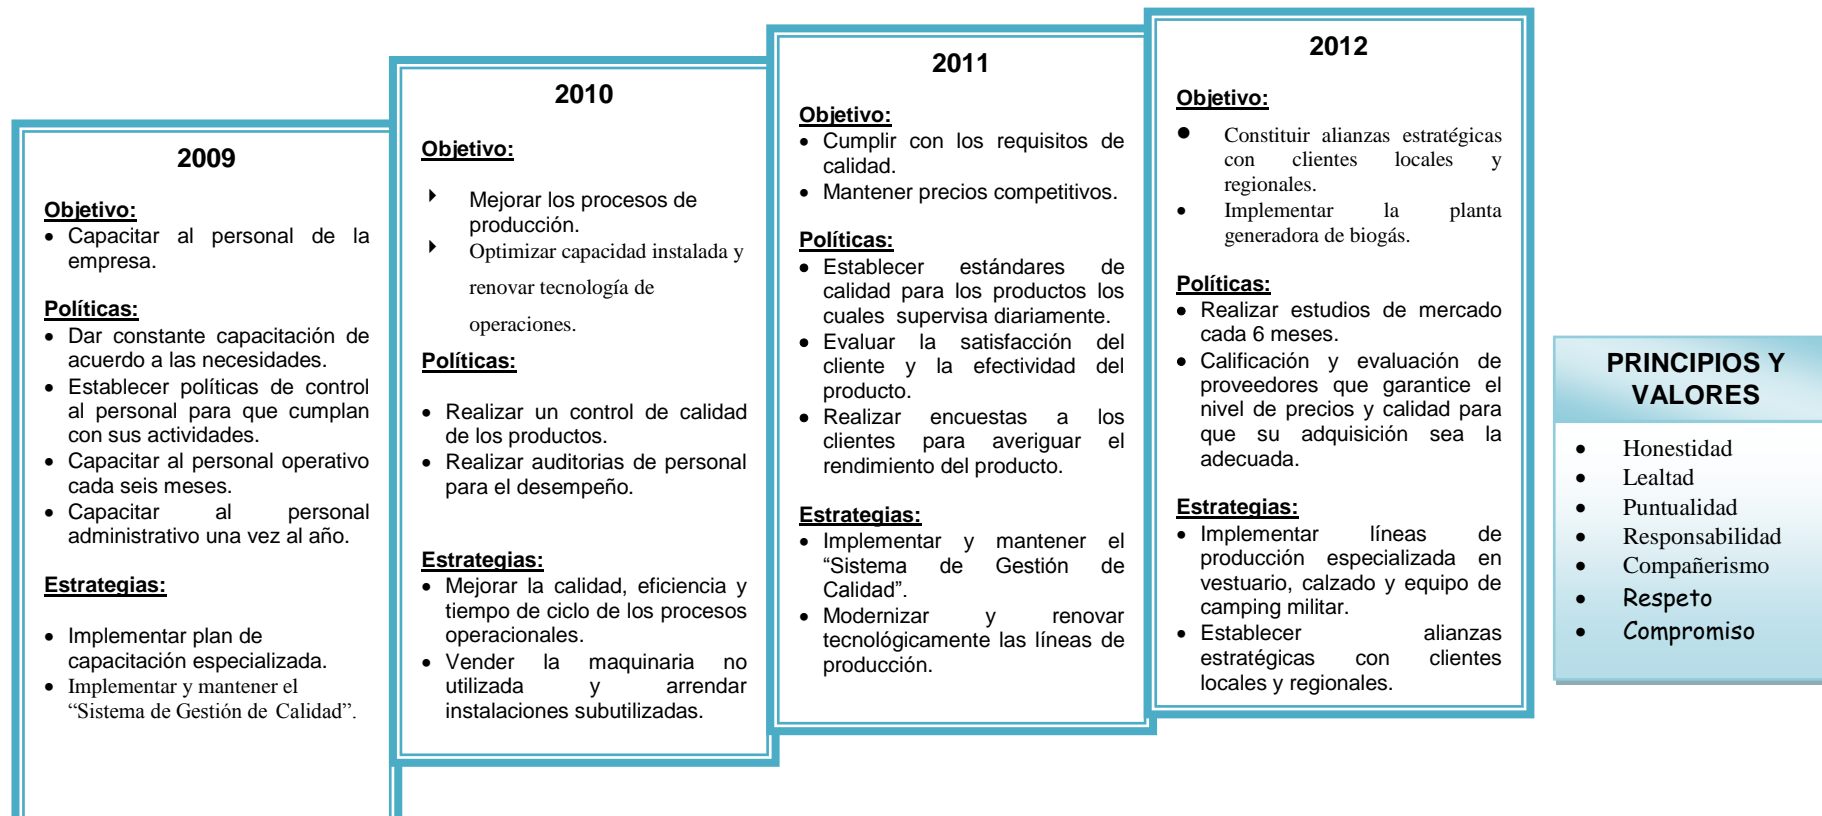 2009
Objetivo:
• Capacitar al personal de la
empresa.
Políticas:
• Dar constante capacitación de
acuerdo a las necesidades.
• Establecer políticas de control
al personal para que cumplan
con sus actividades.
• Capacitar al personal operativo
cada seis meses.
• Capacitar al personal
administrativo una vez al año.
Estrategias:
• Implementar plan de
capacitación especializada.
• Implementar y mantener el
“Sistema de Gestión de Calidad”.
2010
Objetivo:
Mejorar los procesos de
producción.
Optimizar capacidad instalada y
renovar tecnología de
operaciones.
Políticas:
• Realizar un control de calidad
de los productos.
• Realizar auditorias de personal
para el desempeño.
Estrategias:
• Mejorar la calidad, eficiencia y
tiempo de ciclo de los procesos
operacionales.
• Vender la maquinaria no
utilizada y arrendar
instalaciones subutilizadas.
2011
Objetivo:
• Cumplir con los requisitos de
calidad.
• Mantener precios competitivos.
Políticas:
• Establecer estándares de
calidad para los productos los
cuales supervisa diariamente.
• Evaluar la satisfacción del
cliente y la efectividad del
producto.
• Realizar encuestas a los
clientes para averiguar el
rendimiento del producto.
Estrategias:
• Implementar y mantener el
“Sistema de Gestión de
Calidad”.
• Modernizar y renovar
tecnológicamente las líneas de
producción.
2012
Objetivo:
• Constituir alianzas estratégicas
con clientes locales y
regionales.
• Implementar la planta
generadora de biogás.
Políticas:
• Realizar estudios de mercado
cada 6 meses.
• Calificación y evaluación de
proveedores que garantice el
nivel de precios y calidad para
que su adquisición sea la
adecuada.
Estrategias:
• Implementar líneas de
producción especializada en
vestuario, calzado y equipo de
camping militar.
• Establecer alianzas
estratégicas con clientes
locales y regionales.
PRINCIPIOS Y
VALORES
• Honestidad
• Lealtad
• Puntualidad
• Responsabilidad
• Compañerismo
• Respeto
• Compromiso